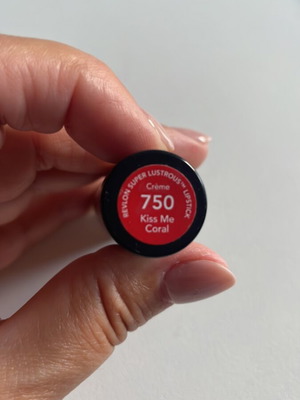 REVLON SUPER LUSTROUS™ LIPSTICK
Crème
750
Kiss Me
Coral